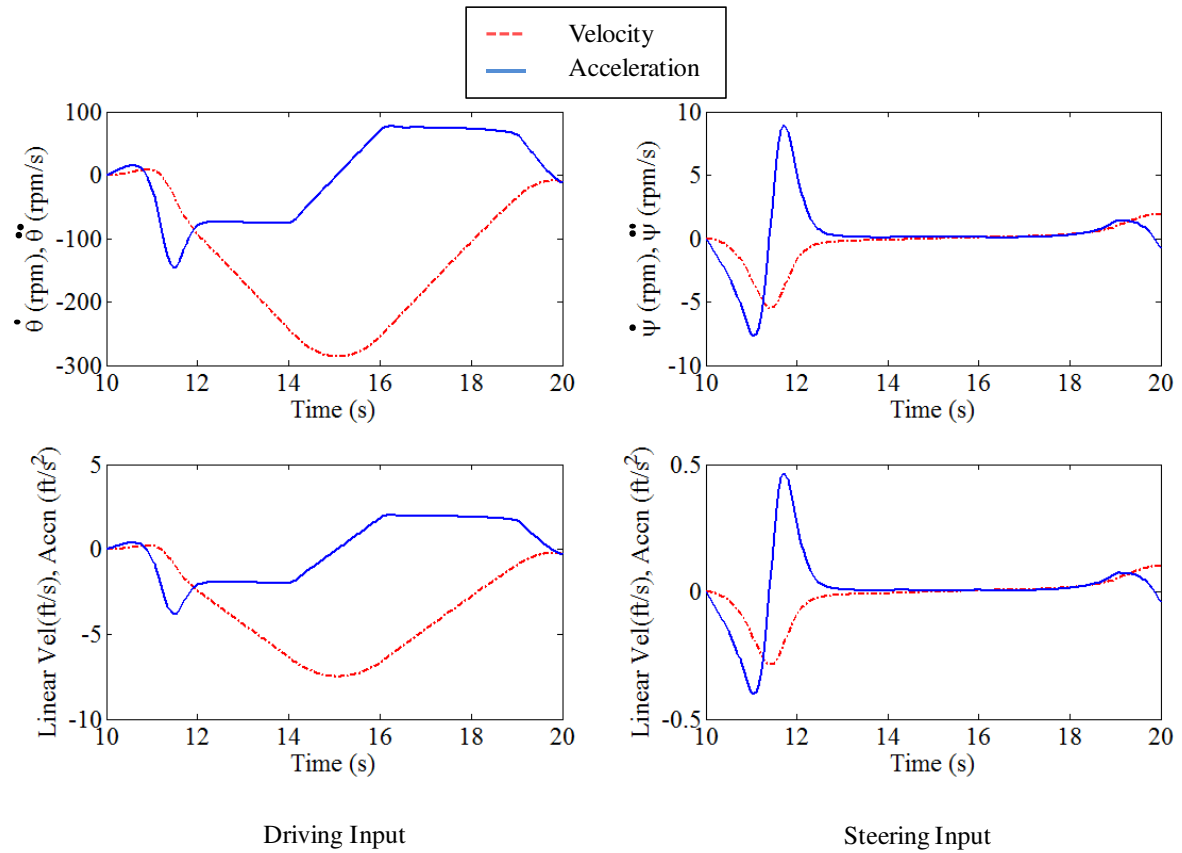 Velocity
Acceleration
θ̇ (rpm), θ̈ (rpm/s)
100
0
-100
-200
-300
10 12 14 16 18 20
Time (s)
ψ̇ (rpm), ψ̈ (rpm/s)
10
5
0
-5
-10
10 12 14 16 18 20
Time (s)
Linear Vel(ft/s), Accn (ft/s²)
5
0
-5
-10
10 12 14 16 18 20
Time (s)
Linear Vel(ft/s), Accn (ft/s²)
0.5
0
-0.5
10 12 14 16 18 20
Time (s)
Driving Input
Steering Input